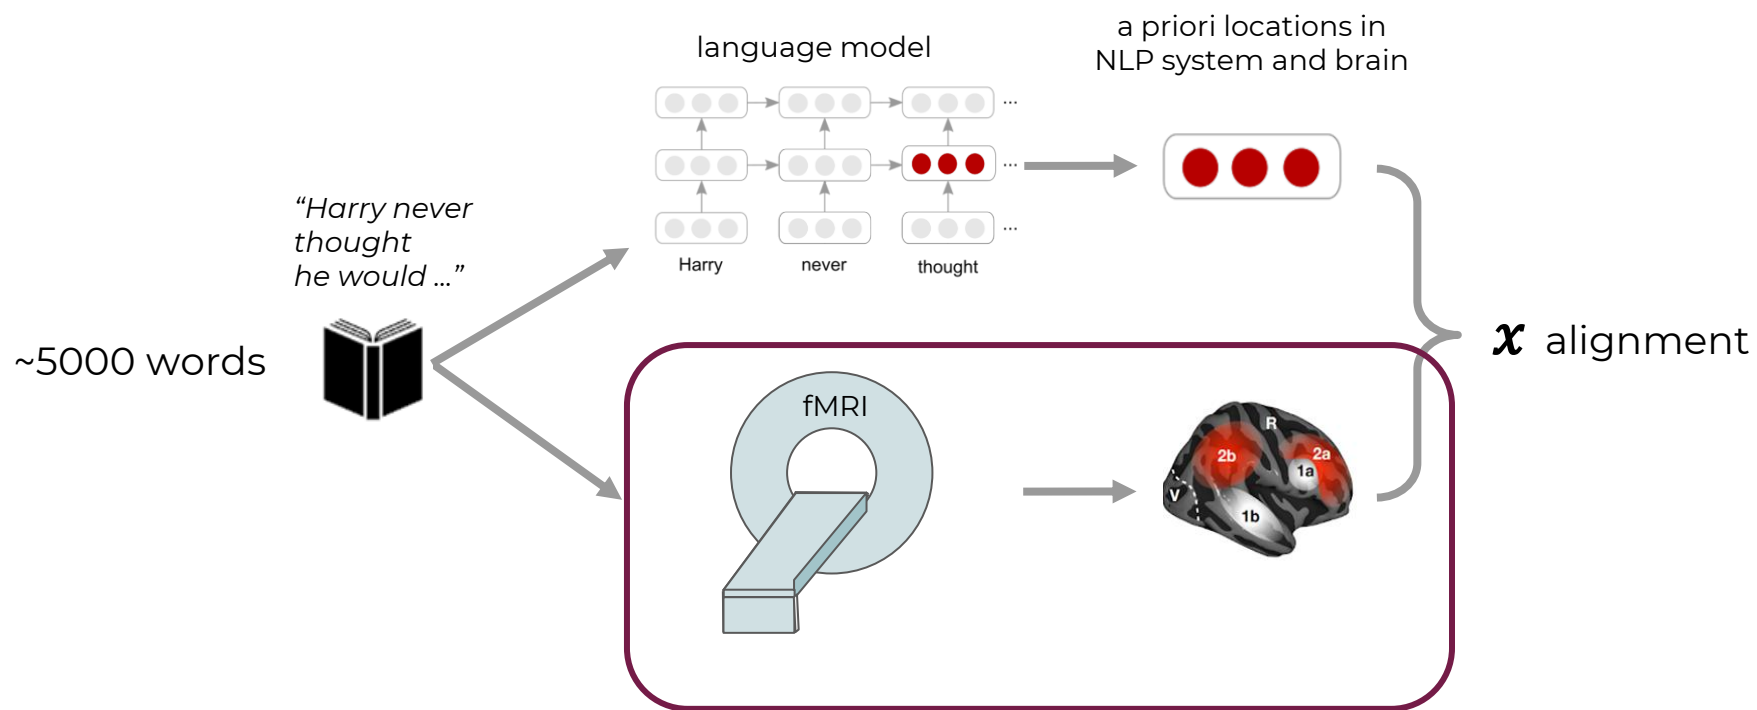 language model
a priori locations in
NLP system and brain
...
...
...
Harry never thought
“Harry never
thought
he would ...”
~5000 words
fMRI
R
2b
2a
1a
V
1b
x alignment